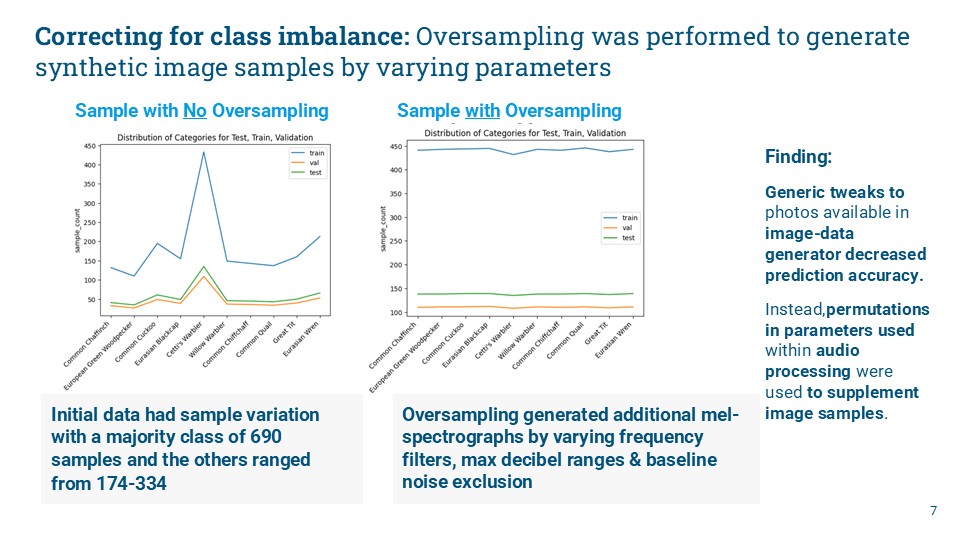 Correcting for class imbalance: Oversampling was performed to generate
synthetic image samples by varying parameters
Sample with No Oversampling
Distribution of Categories for Test, Train, Validation
450
400
350
300
250
200
150
100
50
sample_count
train
val
test
Common Chaffinch
European Green Woodpecker
Common Cuckoo
Eurasian Blackcap
Cetti's Warbler
Willow Warbler
Common Chiffchaff
Common Quail
Great Tit
Eurasian Wren
Initial data had sample variation
with a majority class of 690
samples and the others ranged
from 174-334
Sample with Oversampling
Distribution of Categories for Test, Train, Validation
450
400
350
300
250
200
150
100
sample_count
train
val
test
Common Chaffinch
European Green Woodpecker
Common Cuckoo
Eurasian Blackcap
Cetti's Warbler
Willow Warbler
Common Chiffchaff
Common Quail
Great Tit
Eurasian Wren
Oversampling generated additional mel-
spectrographs by varying frequency
filters, max decibel ranges & baseline
noise exclusion
Finding:
Generic tweaks to
photos available in
image-data
generator decreased
prediction accuracy.
Instead,permutations
in parameters used
within audio
processing were
used to supplement
image samples.
7